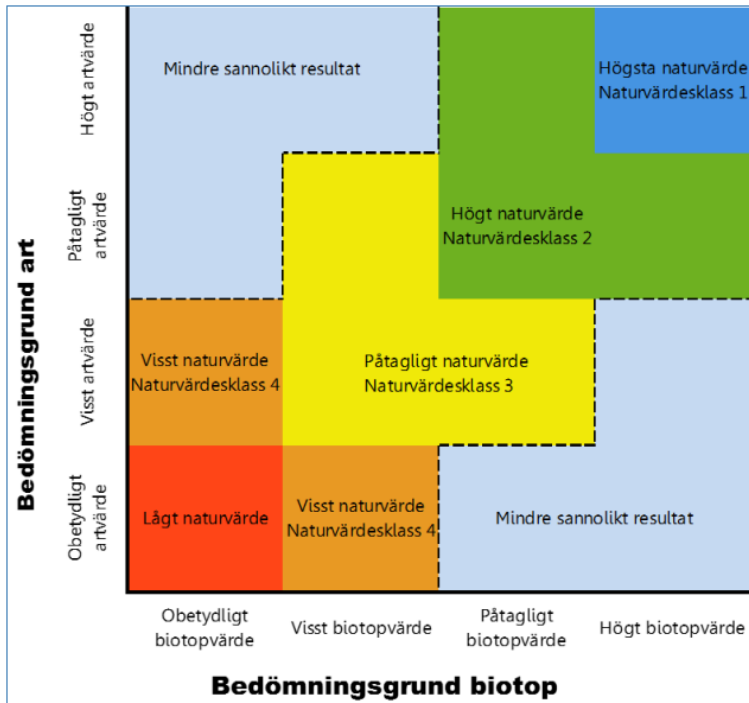 Bedömningsgrund art
Högt artvärde
Påtagligt
artvärde
Visst artvärde
Obetydligt
artvärde
Mindre sannolikt resultat
Högsta naturvärde
Naturvärdesklass 1
Högt naturvärde
Naturvärdesklass 2
Visst naturvärde
Naturvärdesklass 4
Påtagligt naturvärde
Naturvärdesklass 3
Lågt naturvärde
Visst naturvärde
Naturvärdesklass 4
Mindre sannolikt resultat
Obetydligt
biotopvärde
Visst biotopvärde
Påtagligt
biotopvärde
Högt biotopvärde
Bedömningsgrund biotop